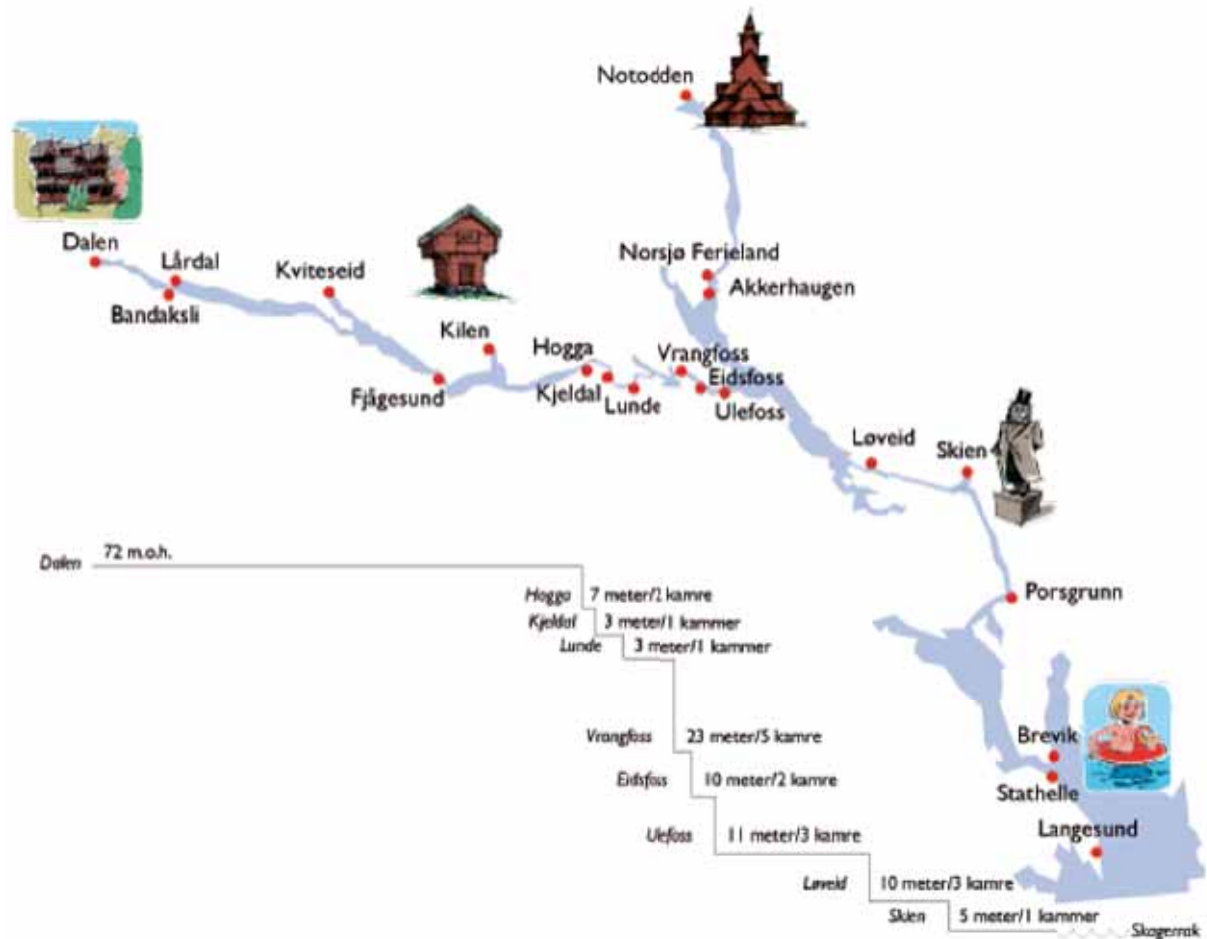 Notodden
Dalen
Lårdal
Bandaksli
Kviteseid
Norsjø Ferieland
Akkerhaugen
Kilen
Hogga
Vrangfoss
Eidsfoss
Fjågesund
Kjeldal
Lunde
Ulefoss
Løveid
Skien
Porsgrunn
Brevik
Stathelle
Langesund
Dalen 72 m.o.h.
Hogga 7 meter/2 kamre
Kjeldal 3 meter/1 kammer
Lunde 3 meter/1 kammer
Vrangfoss 23 meter/5 kamre
Eidsfoss 10 meter/2 kamre
Ulefoss 11 meter/3 kamre
Løveid 10 meter/3 kamre
Skien 5 meter/1 kammer
Skagerrak